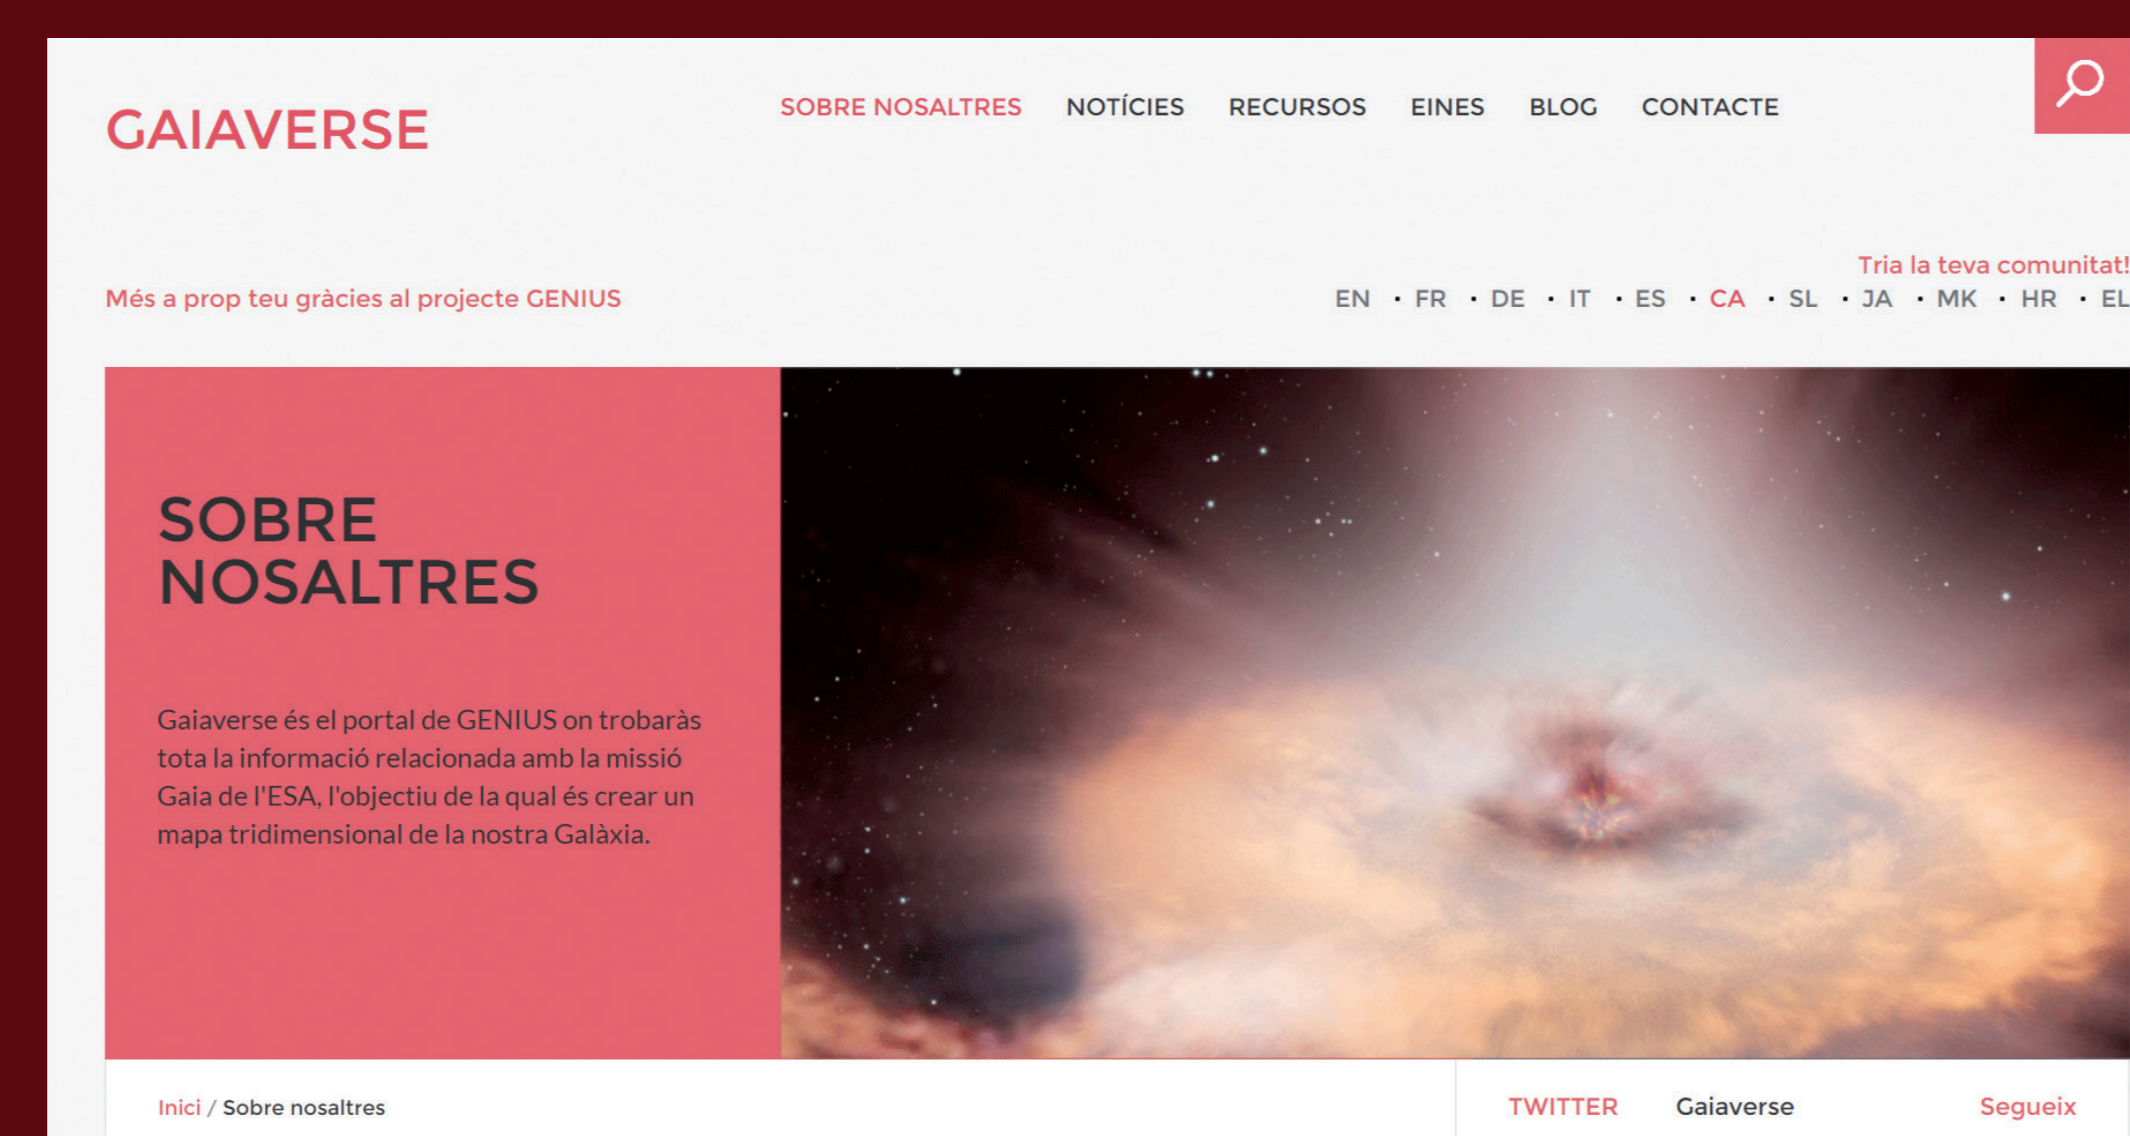 GAIAVERSE
SOBRE NOSALTRES NOTÍCIES RECURSOS EINES BLOG CONTACTE
Tria la teva comunitat!
Més a prop teu gràcies al projecte GENIUS
EN · FR · DE · IT · ES · CA · SL · JA · MK · HR · EL
SOBRE
NOSALTRES
Gaiaverse és el portal de GENIUS on trobaràs
tota la informació relacionada amb la missió
Gaia de l'ESA, l'objectiu de la qual és crear un
mapa tridimensional de la nostra Galàxia.
Inici / Sobre nosaltres
TWITTER Gaiaverse Segueix